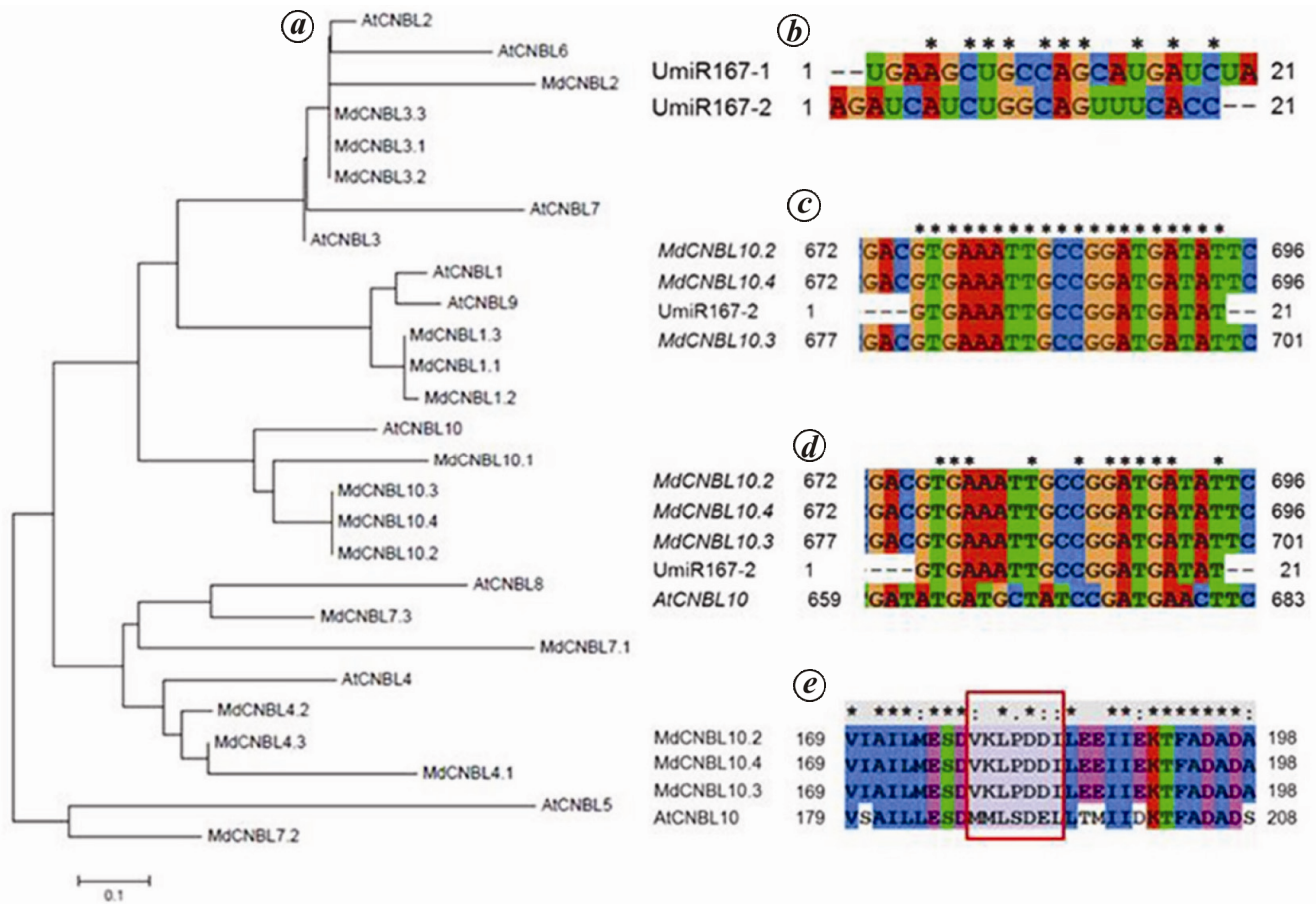 a
AtCNBL2
AtCNBL6
MdCNBL2
MdCNBL3.3
MdCNBL3.1
MdCNBL3.2
AtCNBL7
AtCNBL3
AtCNBL1
AtCNBL9
MdCNBL1.3
MdCNBL1.1
MdCNBL1.2
AtCNBL10
MdCNBL10.1
MdCNBL10.3
MdCNBL10.4
MdCNBL10.2
AtCNBL8
MdCNBL7.3
MdCNBL7.1
AtCNBL4
MdCNBL4.2
MdCNBL4.3
MdCNBL4.1
AtCNBL5
MdCNBL7.2
0.1
b
* *** *** * * *
UmiR167-1 1 --UGAAGCUGCCAGCAUGAUCUA 21
UmiR167-2 1 AGAUCAUCUGGCAGUUUCACC-- 21
c
********************
MdCNBL10.2 672 GACGTGAAATTGCCGGATGATATTC 696
MdCNBL10.4 672 GACGTGAAATTGCCGGATGATATTC 696
UmiR167-2 1 ---GTGAAATTGCCGGATGATAT-- 21
MdCNBL10.3 677 GACGTGAAATTGCCGGATGATATTC 701
d
*** * * ***** *
MdCNBL10.2 672 GACGTGAAATTGCCGGATGATATTC 696
MdCNBL10.4 672 GACGTGAAATTGCCGGATGATATTC 696
MdCNBL10.3 677 GACGTGAAATTGCCGGATGATATTC 701
UmiR167-2 1 ---GTGAAATTGCCGGATGATAT-- 21
AtCNBL10 659 GATATGATGCTATCCGATGAACTTC 683
e
* ***:***: *.*::* **:********:
MdCNBL10.2 169 VIAILMESDVKLPDDILEEIIEKTFADADA 198
MdCNBL10.4 169 VIAILMESDVKLPDDILEEIIEKTFADADA 198
MdCNBL10.3 169 VIAILMESDVKLPDDILEEIIEKTFADADA 198
AtCNBL10 179 VSAILLESDMMLSDELLTMIIDKTFADADS 208